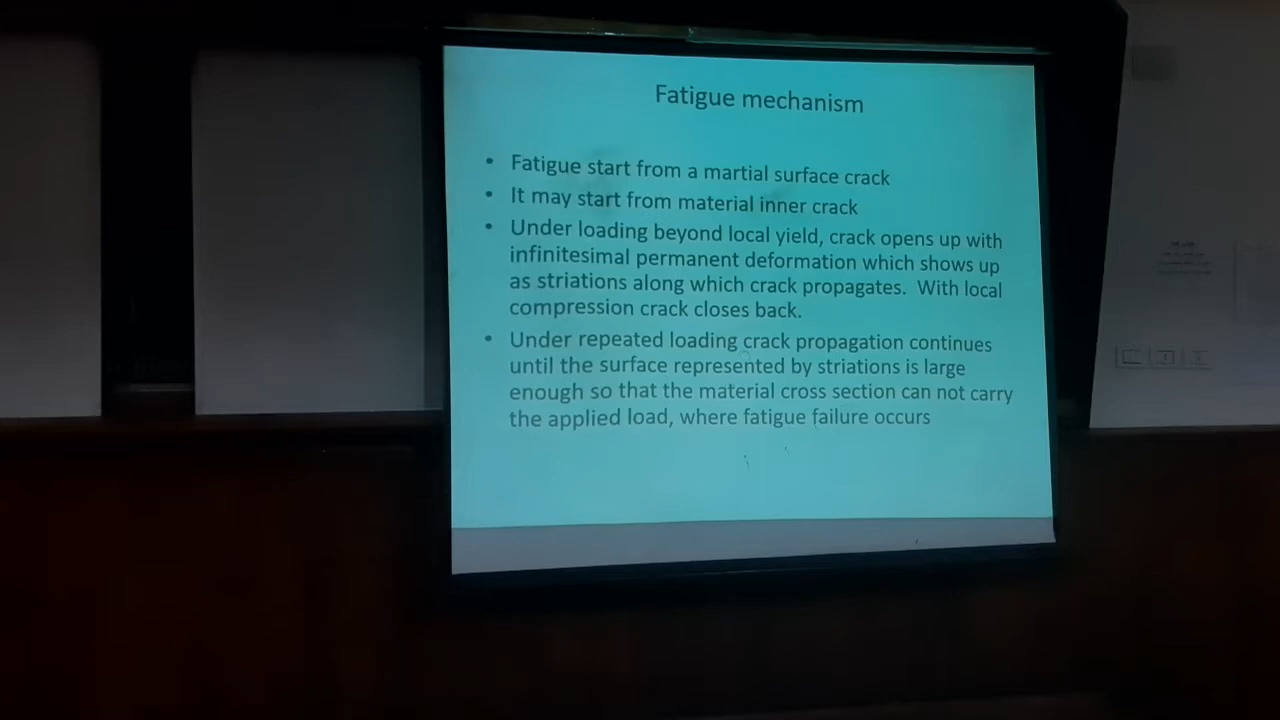 Fatigue mechanism
• Fatigue start from a martial surface crack
• It may start from material inner crack
• Under loading beyond local yield, crack opens up with
infinitesimal permanent deformation which shows up
as striations along which crack propagates. With local
compression crack closes back.
• Under repeated loading crack propagation continues
until the surface represented by striations is large
enough so that the material cross section can not carry
the applied load, where fatigue failure occurs